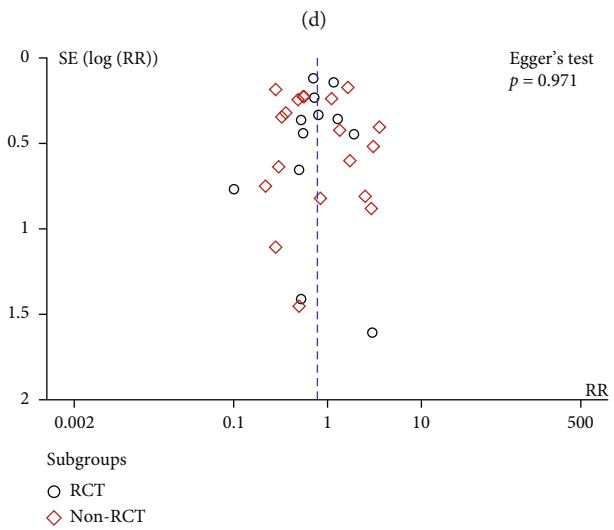 (d)
SE (log (RR))
Egger's test
p = 0.971
0
0.5
1
1.5
2
RR
0.002
0.1
1
10
500
Subgroups
RCT
Non-RCT